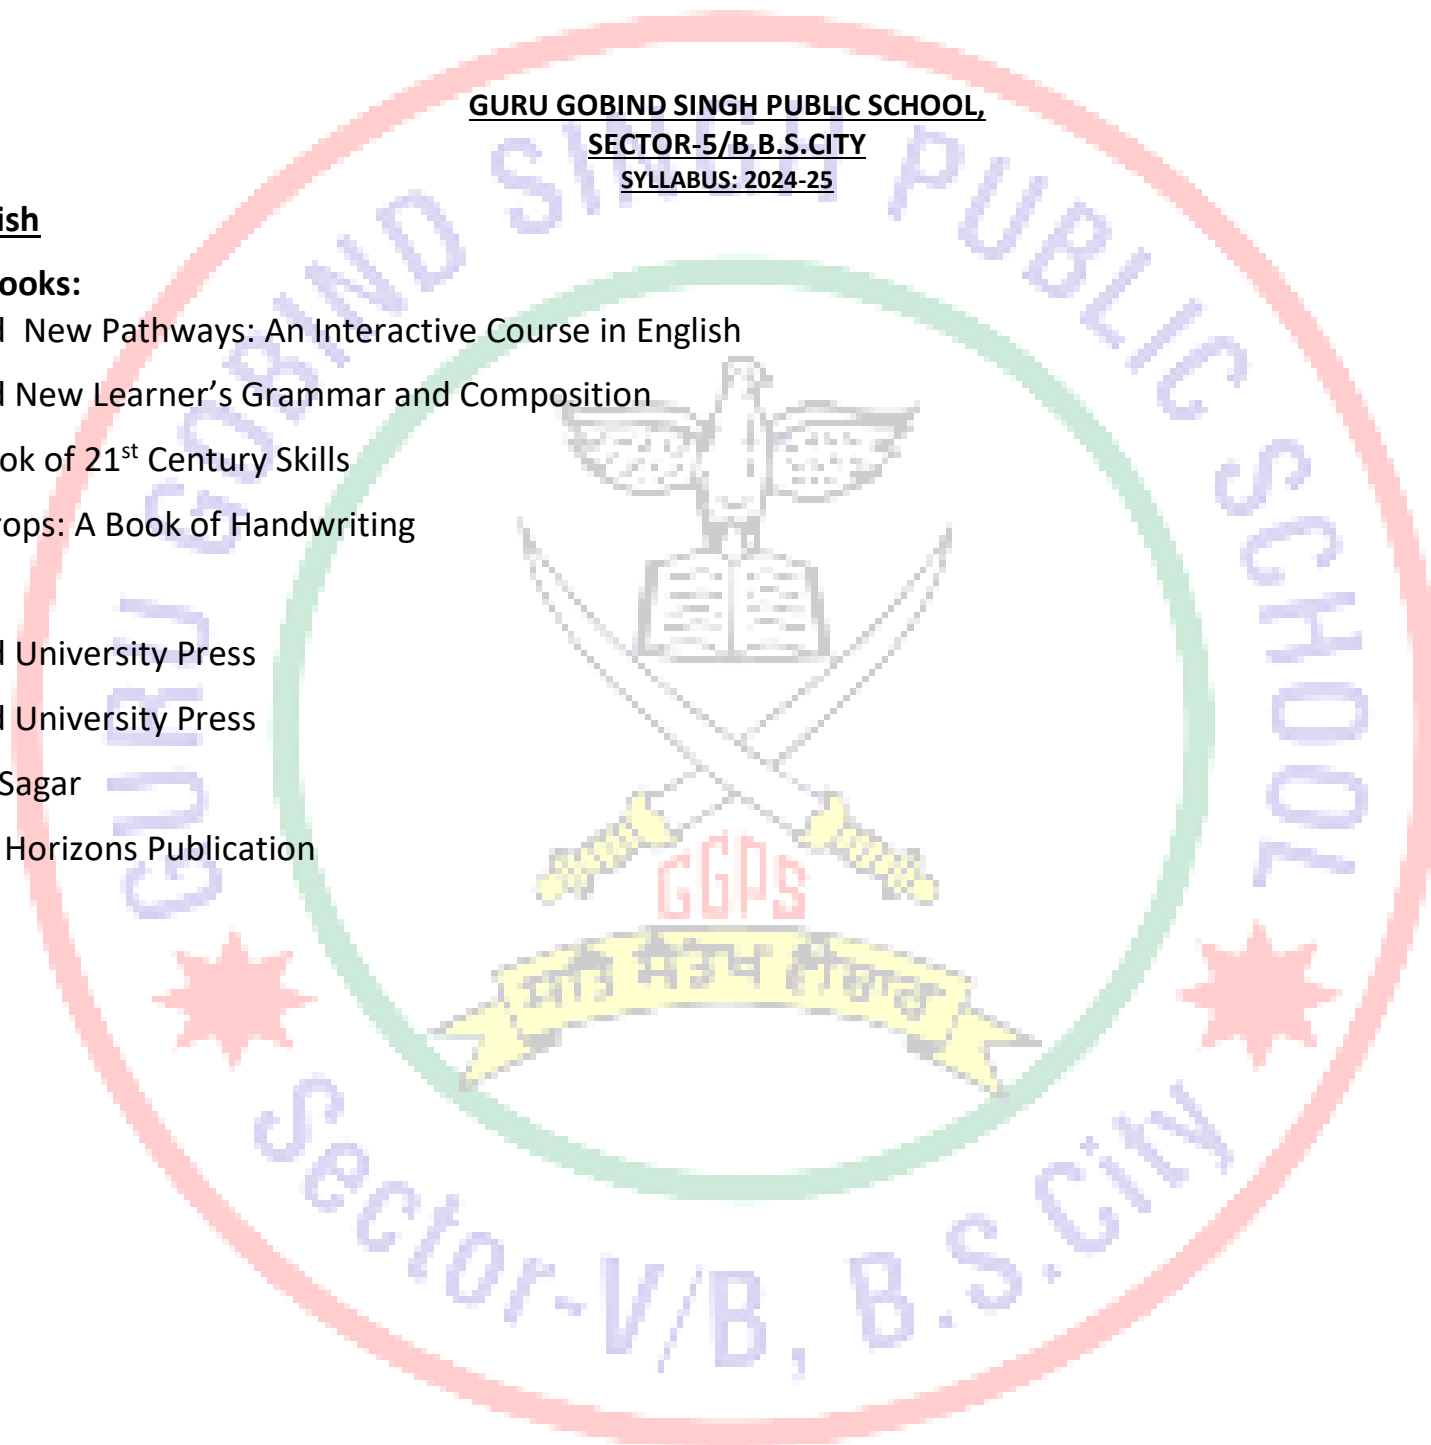 GURU GOBIND SINGH PUBLIC SCHOOL,
SECTOR-5/B,B.S.CITY
SYLLABUS: 2024-25
ish
ooks:
d New Pathways: An Interactive Course in English
d New Learner’s Grammar and Composition
ok of 21st Century Skills
rops: A Book of Handwriting
d University Press
d University Press
Sagar
Horizons Publication
GURU GOBIND SINGH PUBLIC SCHOOL
GGPS
ਸਤਿ ਸੰਤੋਖ ਵੀਚਾਰ
Sector-V/B, B.S.City